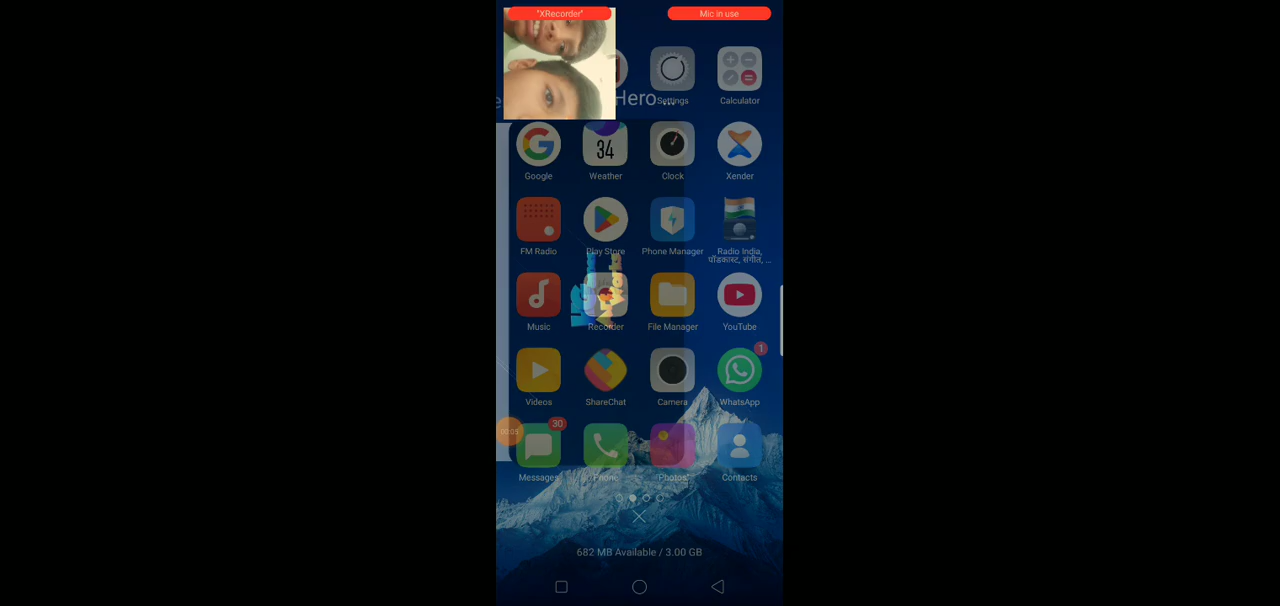 "XRecorder"
Mic in use
Hero...
Settings
Calculator
34
Google
Weather
Clock
Xender
FM Radio
Play Store
Phone Manager
Radio India,
पॉडकास्ट, संगीत, ...
Music
Recorder
File Manager
YouTube
1
Videos
ShareChat
Camera
WhatsApp
00:05
30
Messages
Phone
Photos
Contacts
682 MB Available / 3.00 GB